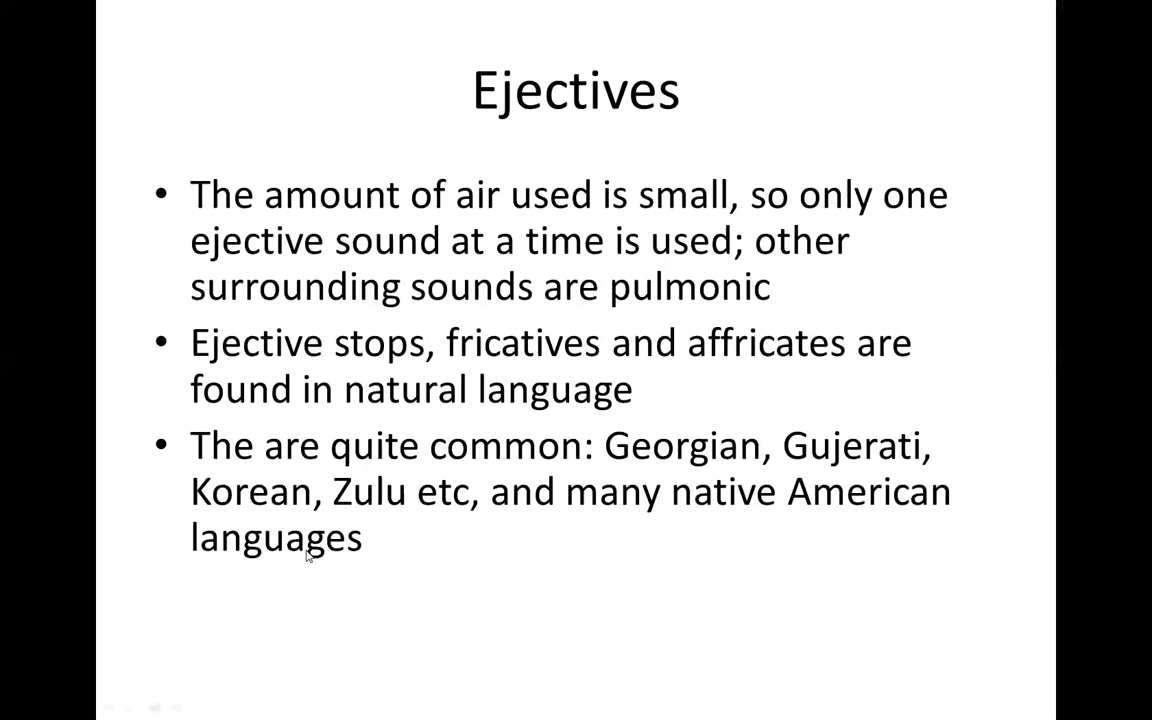 Ejectives
• The amount of air used is small, so only one
ejective sound at a time is used; other
surrounding sounds are pulmonic
• Ejective stops, fricatives and affricates are
found in natural language
• The are quite common: Georgian, Gujerati,
Korean, Zulu etc, and many native American
languages